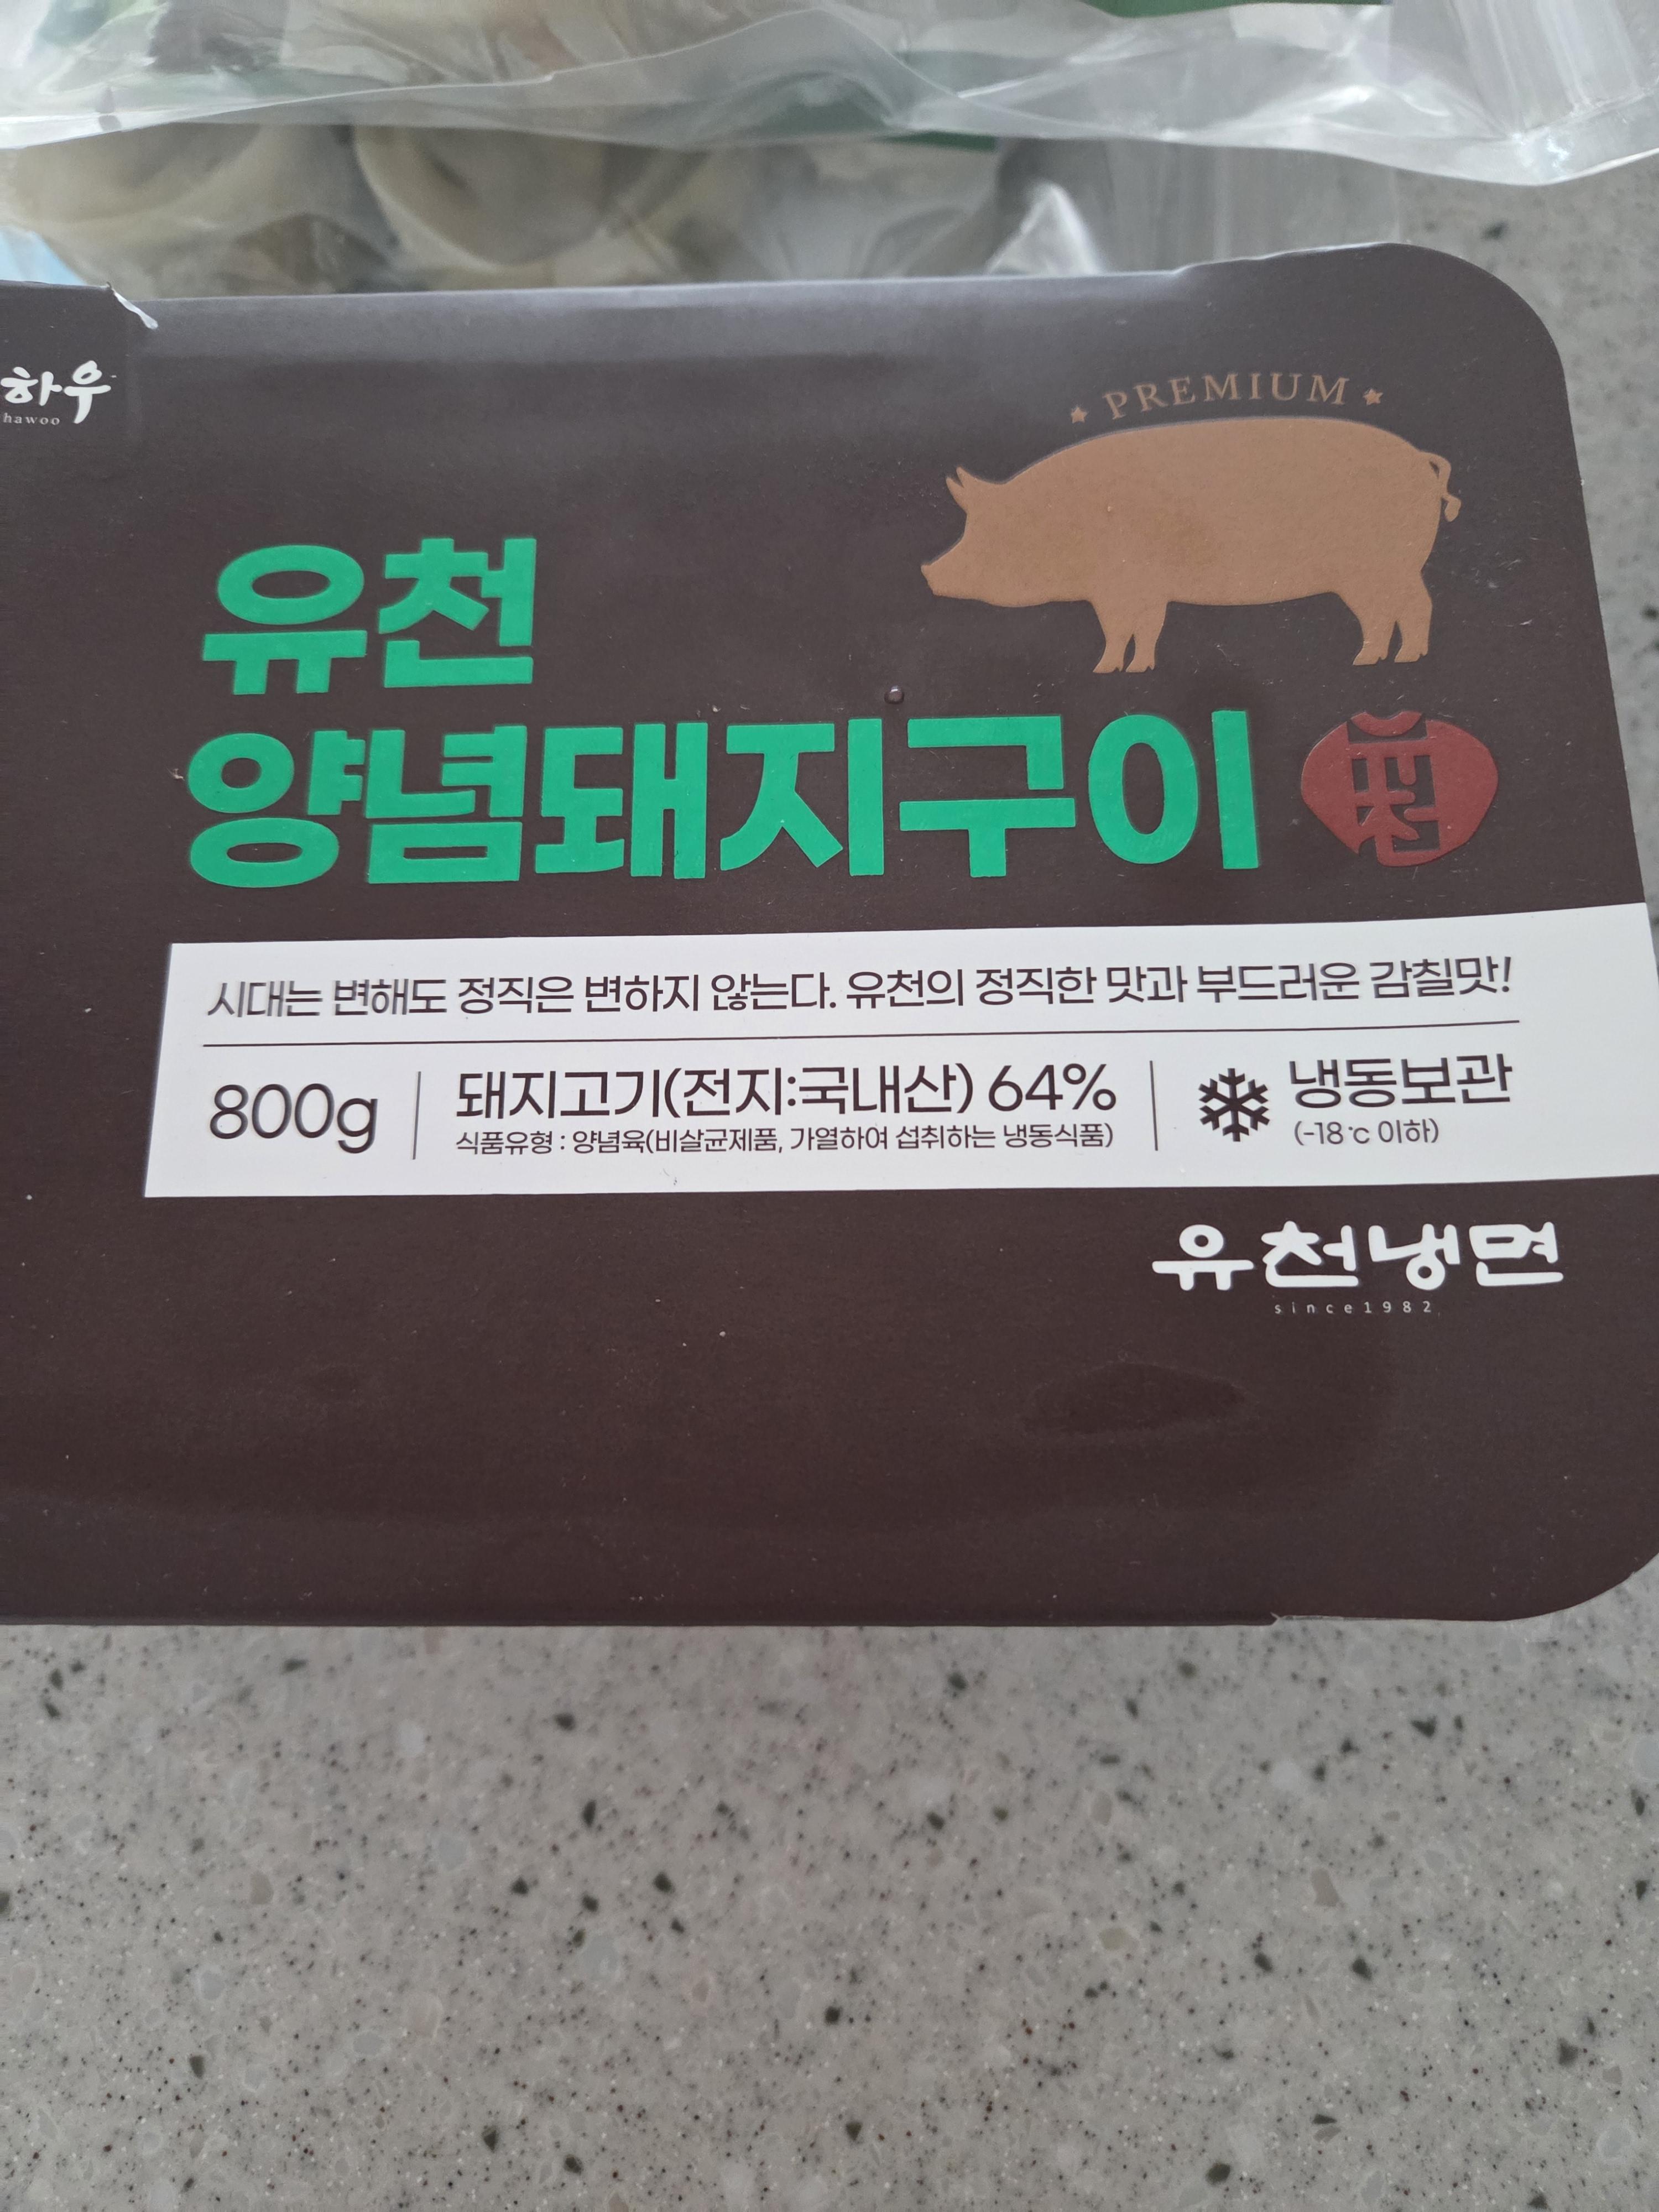 하우
hawoo
PREMIUM
유천
양념돼지구이
유천
시대는 변해도 정직은 변하지 않는다. 유천의 정직한 맛과 부드러운 감칠맛!
800g
돼지고기(전지:국내산) 64%
식품유형 : 양념육(비살균제품, 가열하여 섭취하는 냉동식품)
냉동보관
(-18℃ 이하)
유천냉면
since1982